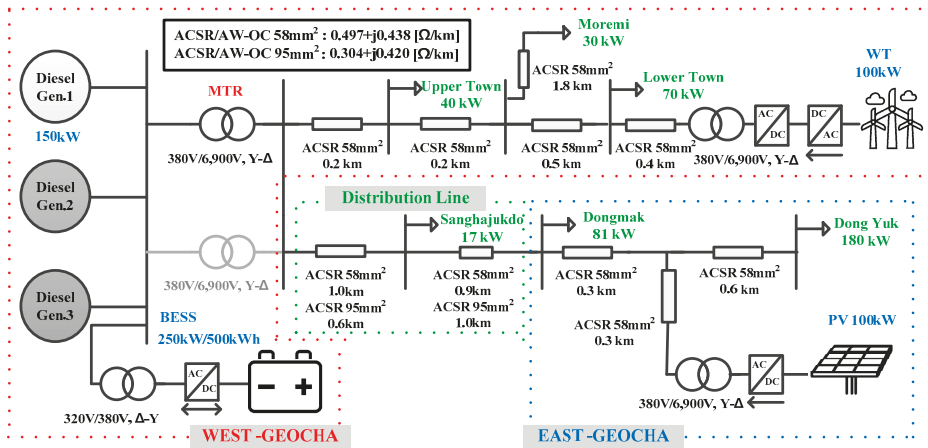 ACSR/AW-OC 58mm² : 0.497+j0.438 [Ω/km]
ACSR/AW-OC 95mm² : 0.304+j0.420 [Ω/km]
Diesel
Gen.1
150kW
Diesel
Gen.2
Diesel
Gen.3
MTR
380V/6,900V, Y-Δ
380V/6,900V, Y-Δ
BESS
250kW/500kWh
320V/380V, Δ-Y
AC
DC
WEST -GEOCHA
ACSR 58mm²
0.2 km
Upper Town
40 kW
ACSR 58mm²
0.2 km
Moremi
30 kW
ACSR 58mm²
1.8 km
ACSR 58mm²
0.5 km
Lower Town
70 kW
ACSR 58mm²
0.4 km
380V/6,900V, Y-Δ
AC
DC
DC
AC
WT
100kW
Distribution Line
ACSR 58mm²
1.0km
ACSR 95mm²
0.6km
Sanghajukdo
17 kW
ACSR 58mm²
0.9km
ACSR 95mm²
1.0km
Dongmak
81 kW
ACSR 58mm²
0.3 km
ACSR 58mm²
0.3 km
ACSR 58mm²
0.6 km
Dong Yuk
180 kW
380V/6,900V, Y-Δ
AC
DC
PV 100kW
EAST -GEOCHA